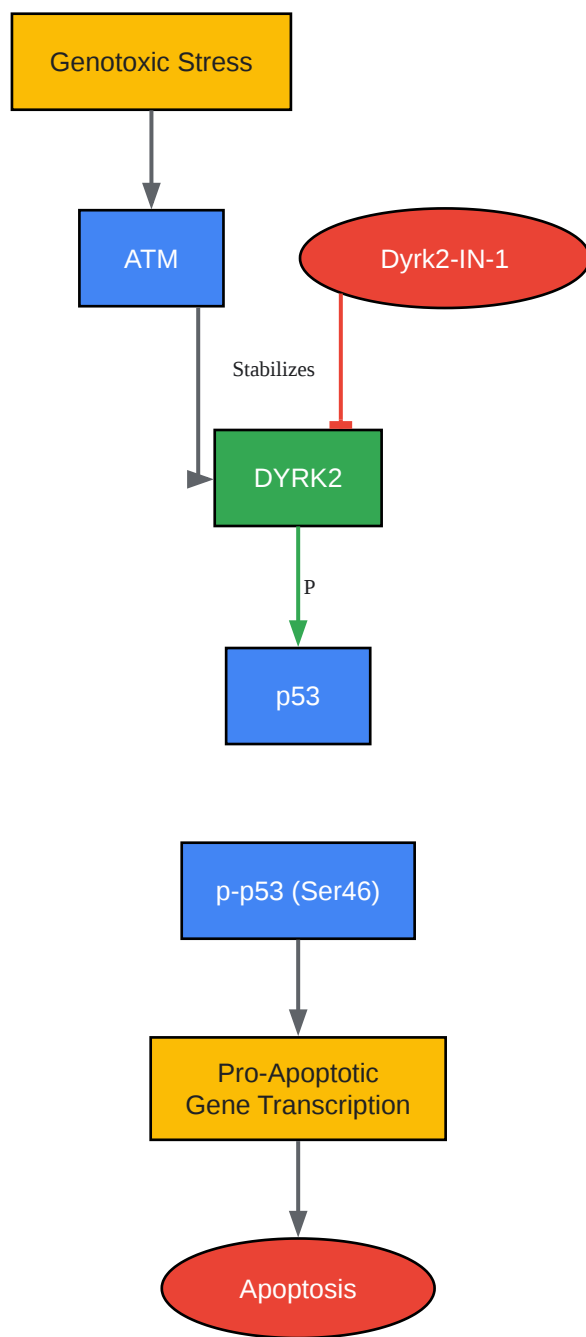 Genotoxic Stress
ATM
Dyrk2-IN-1
Stabilizes
DYRK2
P
p53
p-p53 (Ser46)
Pro-Apoptotic
Gene Transcription
Apoptosis